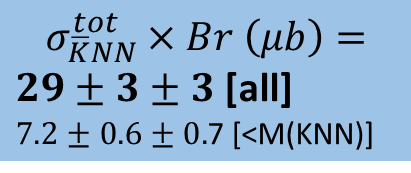 σ^{tot}_{K̅NN} × Br (μb) =
29 ± 3 ± 3 [all]
7.2 ± 0.6 ± 0.7 [<M(KNN)]